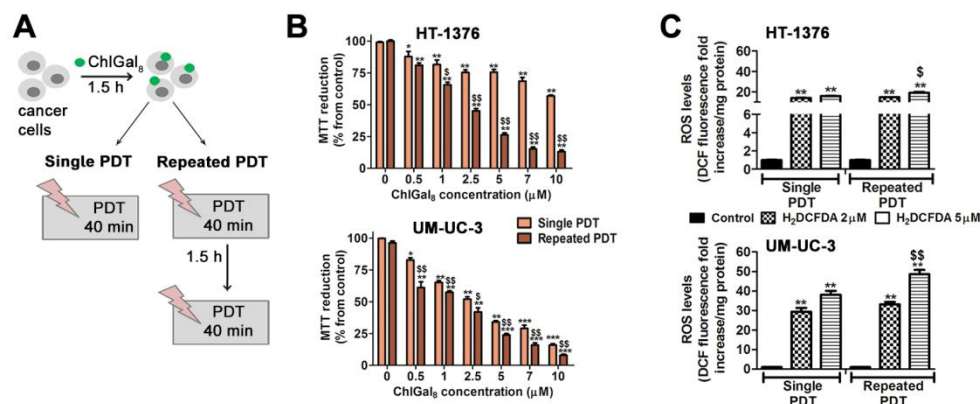 A
ChlGal₈
1.5 h
cancer
cells
Single PDT
Repeated PDT
PDT
40 min
PDT
40 min
1.5 h
PDT
40 min
B
HT-1376
MTT reduction
(% from control)
100
75
50
25
0
* ** ** ** ** **
$ ** $$ ** $$ ** $$ ** $$ **
0 0.5 1 2.5 5 7 10
ChlGal₈ concentration (μM)
Single PDT
Repeated PDT
UM-UC-3
MTT reduction
(% from control)
100
75
50
25
0
* ** ** ** *** ***
$$ ** $$ ** $ ** $$ *** $$ *** $$ ***
0 0.5 1 2.5 5 7 10
ChlGal₈ concentration (μM)
C
HT-1376
ROS levels
(DCF fluorescence fold
increase/mg protein)
60
40
20
4
2
0
** ** ** $ **
Single
PDT
Repeated
PDT
Control
H₂DCFDA 2μM
H₂DCFDA 5μM
UM-UC-3
ROS levels
(DCF fluorescence fold
increase/mg protein)
60
50
40
30
20
10
0
** ** ** $$ **
Single
PDT
Repeated
PDT